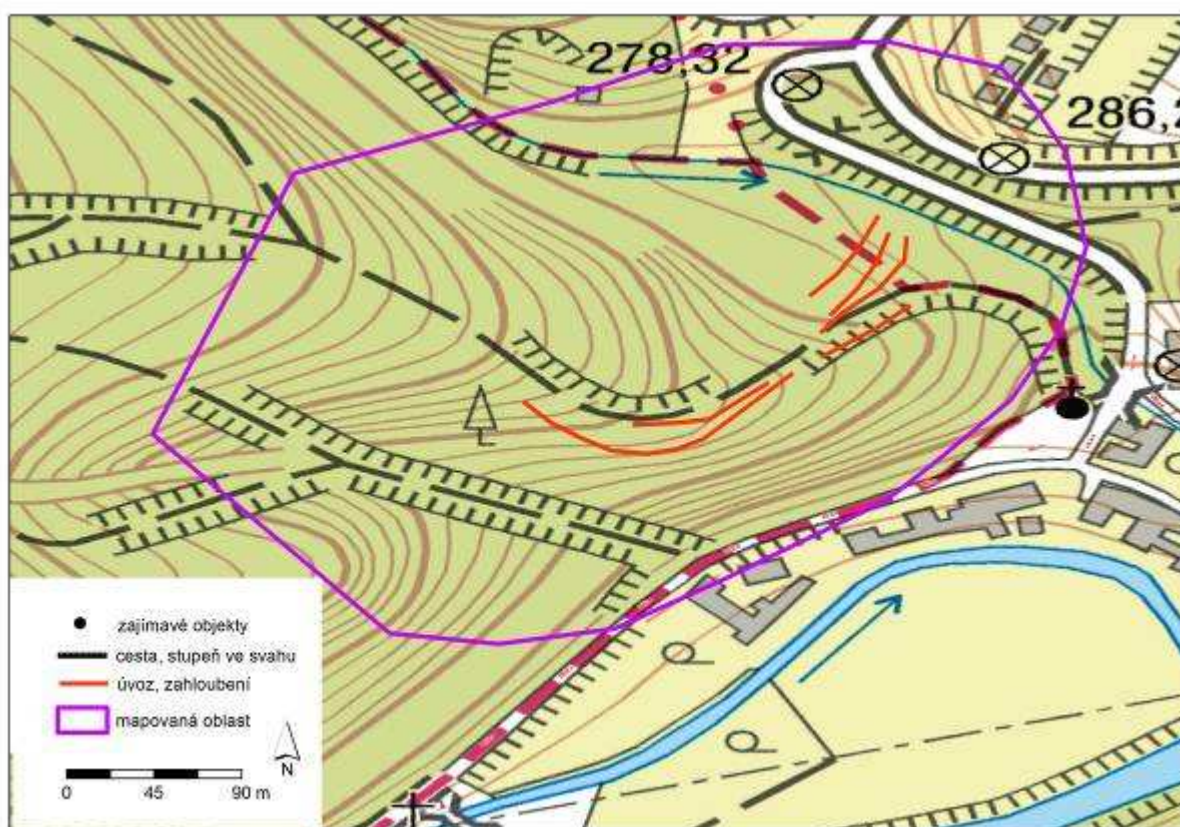 278,32
286,2
zajímavé objekty
cesta, stupeň ve svahu
úvoz, zahloubení
mapovaná oblast
N
0 45 90 m